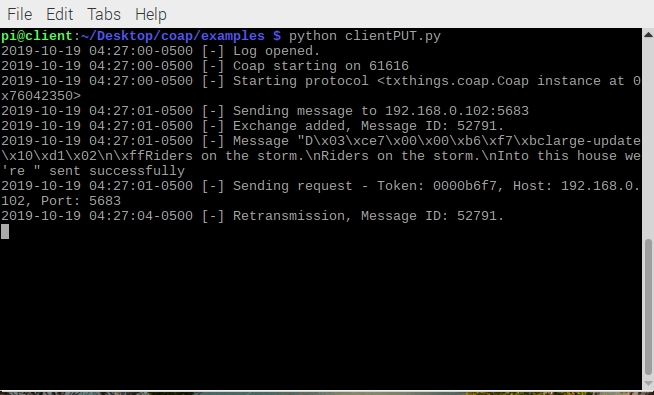 File Edit Tabs Help
pi@client:~/Desktop/coap/examples $ python clientPUT.py
2019-10-19 04:27:00-0500 [-] Log opened.
2019-10-19 04:27:00-0500 [-] Coap starting on 61616
2019-10-19 04:27:00-0500 [-] Starting protocol <txthings.coap.Coap instance at 0
x76042350>
2019-10-19 04:27:01-0500 [-] Sending message to 192.168.0.102:5683
2019-10-19 04:27:01-0500 [-] Exchange added, Message ID: 52791.
2019-10-19 04:27:01-0500 [-] Message "D\x03\xce7\x00\x00\xb6\xf7\xbclarge-update
\x10\xd1\x02\n\xffRiders on the storm.\nRiders on the storm.\nInto this house we
're " sent successfully
2019-10-19 04:27:01-0500 [-] Sending request - Token: 0000b6f7, Host: 192.168.0.
102, Port: 5683
2019-10-19 04:27:04-0500 [-] Retransmission, Message ID: 52791.